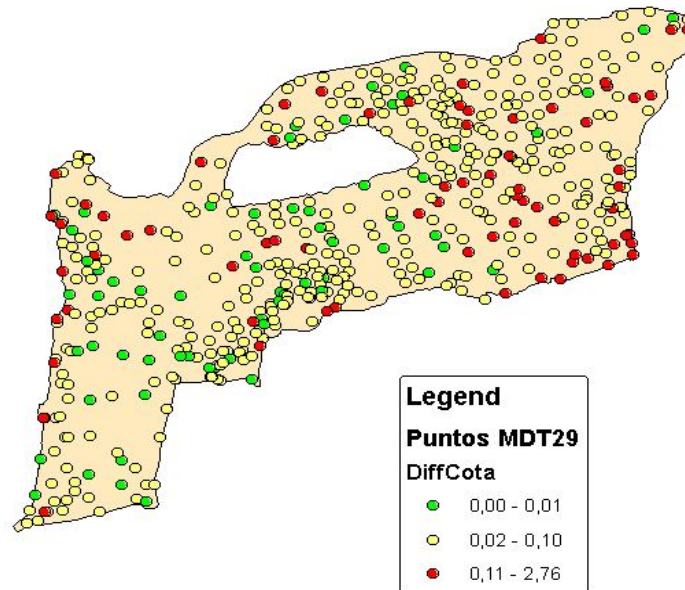 Legend
Puntos MDT29
DiffCota
0,00 - 0,01
0,02 - 0,10
0,11 - 2,76